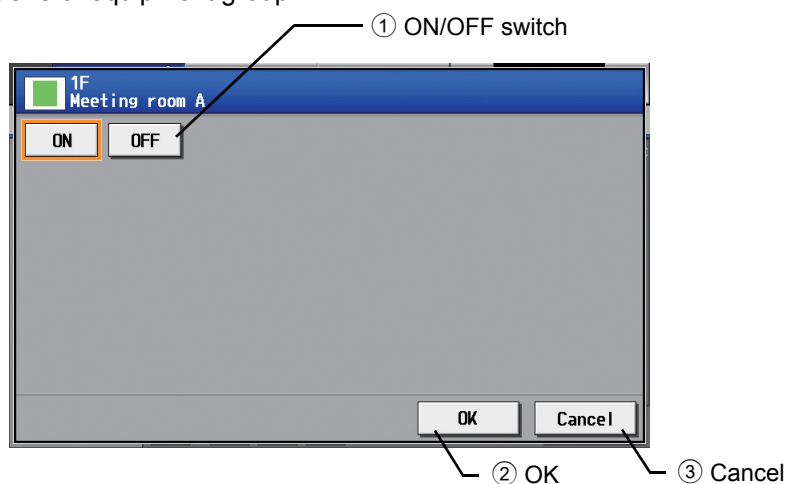 ① ON/OFF switch
1F
Meeting room A
ON OFF
OK Cancel
② OK
③ Cancel